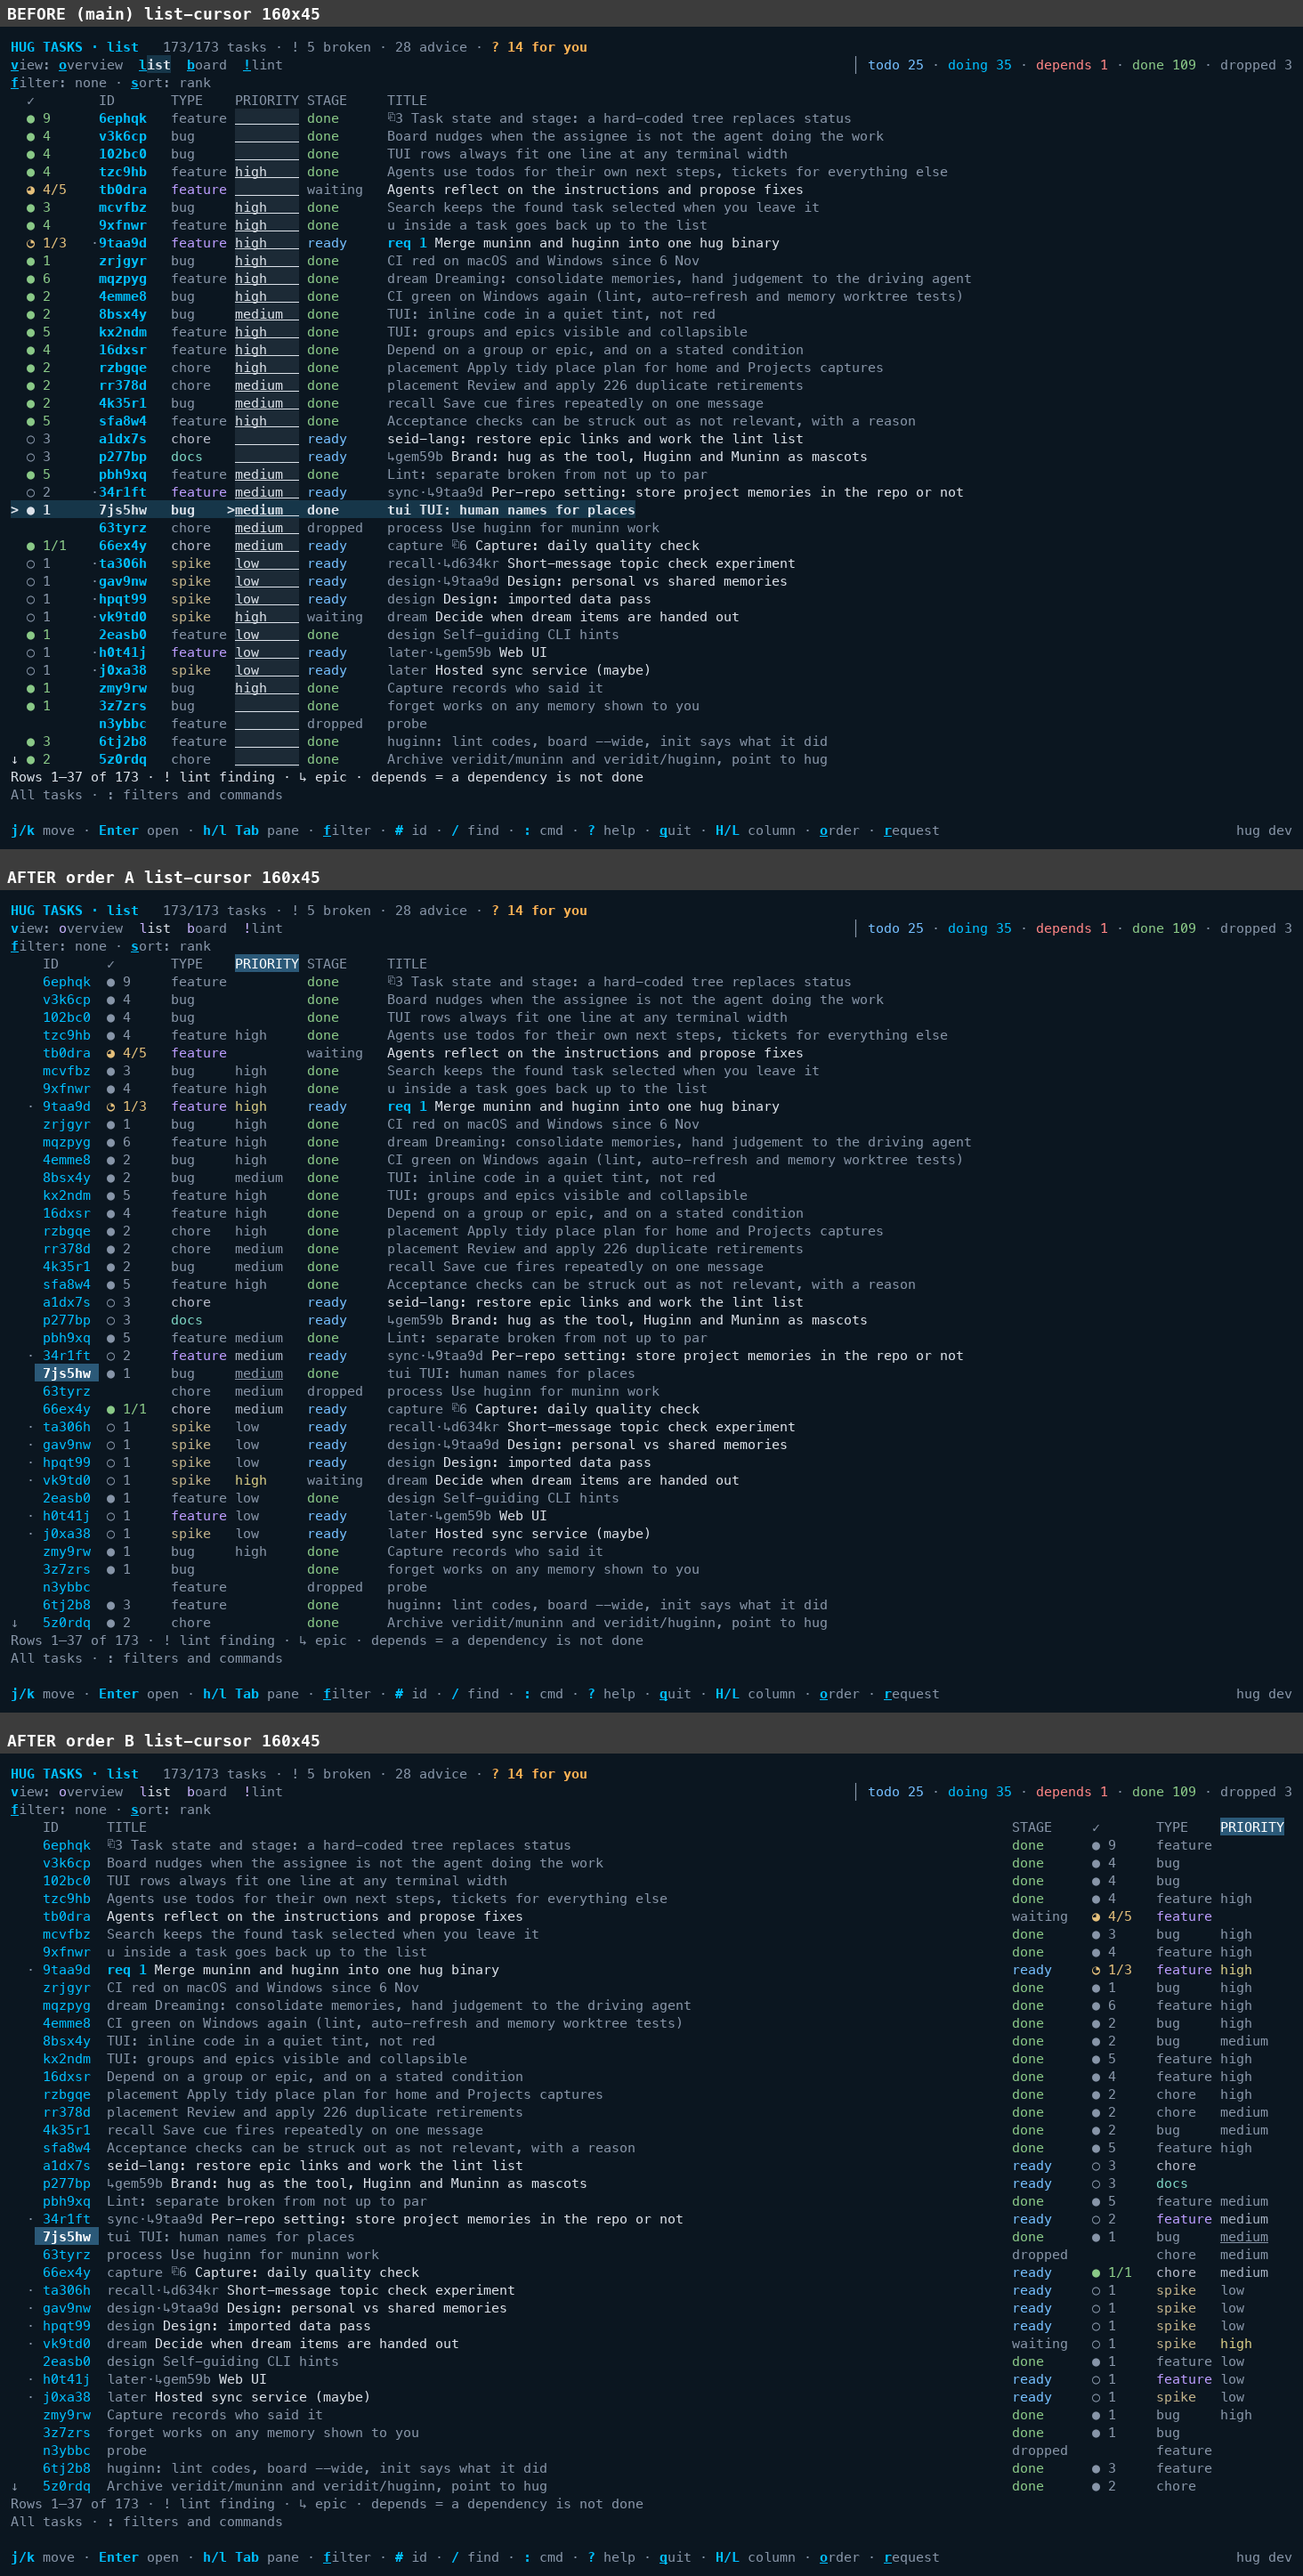 BEFORE (main) list−cursor 160x45
HUG TASKS · list   173/173 tasks · ! 5 broken · 28 advice · ? 14 for you
view: overview  list  board  !lint   │ todo 25 · doing 35 · depends 1 · done 109 · dropped 3
filter: none · sort: rank
✓        ID      TYPE    PRIORITY STAGE     TITLE
● 9      6ephqk   feature ________ done      ⎗3 Task state and stage: a hard−coded tree replaces status
● 4      v3k6cp   bug     ________ done      Board nudges when the assignee is not the agent doing the work
● 4      102bc0   bug     ________ done      TUI rows always fit one line at any terminal width
● 4      tzc9hb   feature high____ done      Agents use todos for their own next steps, tickets for everything else
◕ 4/5    tb0dra   feature ________ waiting   Agents reflect on the instructions and propose fixes
● 3      mcvfbz   bug     high____ done      Search keeps the found task selected when you leave it
● 4      9xfnwr   feature high____ done      u inside a task goes back up to the list
◔ 1/3   ·9taa9d   feature high____ ready     req 1 Merge muninn and huginn into one hug binary
● 1      zrjgyr   bug     high____ done      CI red on macOS and Windows since 6 Nov
● 6      mqzpyg   feature high____ done      dream Dreaming: consolidate memories, hand judgement to the driving agent
● 2      4emme8   bug     high____ done      CI green on Windows again (lint, auto−refresh and memory worktree tests)
● 2      8bsx4y   bug     medium__ done      TUI: inline code in a quiet tint, not red
● 5      kx2ndm   feature high____ done      TUI: groups and epics visible and collapsible
● 4      16dxsr   feature high____ done      Depend on a group or epic, and on a stated condition
● 2      rzbgqe   chore   high____ done      placement Apply tidy place plan for home and Projects captures
● 2      rr378d   chore   medium__ done      placement Review and apply 226 duplicate retirements
● 2      4k35r1   bug     medium__ done      recall Save cue fires repeatedly on one message
● 5      sfa8w4   feature high____ done      Acceptance checks can be struck out as not relevant, with a reason
○ 3      a1dx7s   chore   ________ ready     seid-lang: restore epic links and work the lint list
○ 3      p277bp   docs    ________ ready     ↳gem59b Brand: hug as the tool, Huginn and Muninn as mascots
● 5      pbh9xq   feature medium__ done      Lint: separate broken from not up to par
○ 2     ·34r1ft   feature medium__ ready     sync·↳9taa9d Per−repo setting: store project memories in the repo or not
> ● 1      7js5hw   bug    >medium__ done      tui TUI: human names for places
63tyrz   chore   medium__ dropped   process Use huginn for muninn work
● 1/1    66ex4y   chore   medium__ ready     capture ⎗6 Capture: daily quality check
○ 1     ·ta306h   spike   low_____ ready     recall·↳d634kr Short−message topic check experiment
○ 1     ·gav9nw   spike   low_____ ready     design·↳9taa9d Design: personal vs shared memories
○ 1     ·hpqt99   spike   low_____ ready     design Design: imported data pass
○ 1     ·vk9td0   spike   high____ waiting   dream Decide when dream items are handed out
● 1      2easb0   feature low_____ done      design Self−guiding CLI hints
○ 1     ·h0t41j   feature low_____ ready     later·↳gem59b Web UI
○ 1     ·j0xa38   spike   low_____ ready     later Hosted sync service (maybe)
● 1      zmy9rw   bug     high____ done      Capture records who said it
● 1      3z7zrs   bug     ________ done      forget works on any memory shown to you
n3ybbc   feature ________ dropped   probe
● 3      6tj2b8   feature ________ done      huginn: lint codes, board −−wide, init says what it did
↓ ● 2      5z0rdq   chore   ________ done      Archive veridit/muninn and veridit/huginn, point to hug
Rows 1–37 of 173 · ! lint finding · ↳ epic · depends = a dependency is not done
All tasks · : filters and commands
j/k move · Enter open · h/l Tab pane · filter · # id · / find · : cmd · ? help · quit · H/L column · order · request   hug dev
AFTER order A list−cursor 160x45
HUG TASKS · list   173/173 tasks · ! 5 broken · 28 advice · ? 14 for you
view: overview  list  board  !lint   │ todo 25 · doing 35 · depends 1 · done 109 · dropped 3
filter: none · sort: rank
ID      ✓       TYPE    PRIORITY STAGE     TITLE
6ephqk  ● 9     feature          done      ⎗3 Task state and stage: a hard−coded tree replaces status
v3k6cp  ● 4     bug              done      Board nudges when the assignee is not the agent doing the work
102bc0  ● 4     bug              done      TUI rows always fit one line at any terminal width
tzc9hb  ● 4     feature high     done      Agents use todos for their own next steps, tickets for everything else
tb0dra  ◕ 4/5   feature          waiting   Agents reflect on the instructions and propose fixes
mcvfbz  ● 3     bug     high     done      Search keeps the found task selected when you leave it
9xfnwr  ● 4     feature high     done      u inside a task goes back up to the list
· 9taa9d  ◔ 1/3   feature high     ready     req 1 Merge muninn and huginn into one hug binary
zrjgyr  ● 1     bug     high     done      CI red on macOS and Windows since 6 Nov
mqzpyg  ● 6     feature high     done      dream Dreaming: consolidate memories, hand judgement to the driving agent
4emme8  ● 2     bug     high     done      CI green on Windows again (lint, auto−refresh and memory worktree tests)
8bsx4y  ● 2     bug     medium   done      TUI: inline code in a quiet tint, not red
kx2ndm  ● 5     feature high     done      TUI: groups and epics visible and collapsible
16dxsr  ● 4     feature high     done      Depend on a group or epic, and on a stated condition
rzbgqe  ● 2     chore   high     done      placement Apply tidy place plan for home and Projects captures
rr378d  ● 2     chore   medium   done      placement Review and apply 226 duplicate retirements
4k35r1  ● 2     bug     medium   done      recall Save cue fires repeatedly on one message
sfa8w4  ● 5     feature high     done      Acceptance checks can be struck out as not relevant, with a reason
a1dx7s  ○ 3     chore            ready     seid-lang: restore epic links and work the lint list
p277bp  ○ 3     docs             ready     ↳gem59b Brand: hug as the tool, Huginn and Muninn as mascots
pbh9xq  ● 5     feature medium   done      Lint: separate broken from not up to par
· 34r1ft  ○ 2     feature medium   ready     sync·↳9taa9d Per−repo setting: store project memories in the repo or not
7js5hw  ● 1     bug     medium   done      tui TUI: human names for places
63tyrz          chore   medium   dropped   process Use huginn for muninn work
66ex4y  ● 1/1   chore   medium   ready     capture ⎗6 Capture: daily quality check
· ta306h  ○ 1     spike   low      ready     recall·↳d634kr Short−message topic check experiment
· gav9nw  ○ 1     spike   low      ready     design·↳9taa9d Design: personal vs shared memories
· hpqt99  ○ 1     spike   low      ready     design Design: imported data pass
· vk9td0  ○ 1     spike   high     waiting   dream Decide when dream items are handed out
2easb0  ● 1     feature low      done      design Self−guiding CLI hints
· h0t41j  ○ 1     feature low      ready     later·↳gem59b Web UI
· j0xa38  ○ 1     spike   low      ready     later Hosted sync service (maybe)
zmy9rw  ● 1     bug     high     done      Capture records who said it
3z7zrs  ● 1     bug              done      forget works on any memory shown to you
n3ybbc          feature          dropped   probe
6tj2b8  ● 3     feature          done      huginn: lint codes, board −−wide, init says what it did
↓ 5z0rdq  ● 2     chore            done      Archive veridit/muninn and veridit/huginn, point to hug
Rows 1–37 of 173 · ! lint finding · ↳ epic · depends = a dependency is not done
All tasks · : filters and commands
j/k move · Enter open · h/l Tab pane · filter · # id · / find · : cmd · ? help · quit · H/L column · order · request   hug dev
AFTER order B list−cursor 160x45
HUG TASKS · list   173/173 tasks · ! 5 broken · 28 advice · ? 14 for you
view: overview  list  board  !lint   │ todo 25 · doing 35 · depends 1 · done 109 · dropped 3
filter: none · sort: rank
ID      TITLE   STAGE     ✓       TYPE    PRIORITY
6ephqk  ⎗3 Task state and stage: a hard−coded tree replaces status   done      ● 9     feature
v3k6cp  Board nudges when the assignee is not the agent doing the work   done      ● 4     bug
102bc0  TUI rows always fit one line at any terminal width   done      ● 4     bug
tzc9hb  Agents use todos for their own next steps, tickets for everything else   done      ● 4     feature high
tb0dra  Agents reflect on the instructions and propose fixes   waiting   ◕ 4/5   feature
mcvfbz  Search keeps the found task selected when you leave it   done      ● 3     bug     high
9xfnwr  u inside a task goes back up to the list   done      ● 4     feature high
· 9taa9d  req 1 Merge muninn and huginn into one hug binary   ready     ◔ 1/3   feature high
zrjgyr  CI red on macOS and Windows since 6 Nov   done      ● 1     bug     high
mqzpyg  dream Dreaming: consolidate memories, hand judgement to the driving agent   done      ● 6     feature high
4emme8  CI green on Windows again (lint, auto−refresh and memory worktree tests)   done      ● 2     bug     high
8bsx4y  TUI: inline code in a quiet tint, not red   done      ● 2     bug     medium
kx2ndm  TUI: groups and epics visible and collapsible   done      ● 5     feature high
16dxsr  Depend on a group or epic, and on a stated condition   done      ● 4     feature high
rzbgqe  placement Apply tidy place plan for home and Projects captures   done      ● 2     chore   high
rr378d  placement Review and apply 226 duplicate retirements   done      ● 2     chore   medium
4k35r1  recall Save cue fires repeatedly on one message   done      ● 2     bug     medium
sfa8w4  Acceptance checks can be struck out as not relevant, with a reason   done      ● 5     feature high
a1dx7s  seid-lang: restore epic links and work the lint list   ready     ○ 3     chore
p277bp  ↳gem59b Brand: hug as the tool, Huginn and Muninn as mascots   ready     ○ 3     docs
pbh9xq  Lint: separate broken from not up to par   done      ● 5     feature medium
· 34r1ft  sync·↳9taa9d Per−repo setting: store project memories in the repo or not   ready     ○ 2     feature medium
7js5hw  tui TUI: human names for places   done      ● 1     bug     medium
63tyrz  process Use huginn for muninn work   dropped           chore   medium
66ex4y  capture ⎗6 Capture: daily quality check   ready     ● 1/1   chore   medium
· ta306h  recall·↳d634kr Short−message topic check experiment   ready     ○ 1     spike   low
· gav9nw  design·↳9taa9d Design: personal vs shared memories   ready     ○ 1     spike   low
· hpqt99  design Design: imported data pass   ready     ○ 1     spike   low
· vk9td0  dream Decide when dream items are handed out   waiting   ○ 1     spike   high
2easb0  design Self−guiding CLI hints   done      ● 1     feature low
· h0t41j  later·↳gem59b Web UI   ready     ○ 1     feature low
· j0xa38  later Hosted sync service (maybe)   ready     ○ 1     spike   low
zmy9rw  Capture records who said it   done      ● 1     bug     high
3z7zrs  forget works on any memory shown to you   done      ● 1     bug
n3ybbc  probe   dropped           feature
6tj2b8  huginn: lint codes, board −−wide, init says what it did   done      ● 3     feature
↓ 5z0rdq  Archive veridit/muninn and veridit/huginn, point to hug   done      ● 2     chore
Rows 1–37 of 173 · ! lint finding · ↳ epic · depends = a dependency is not done
All tasks · : filters and commands
j/k move · Enter open · h/l Tab pane · filter · # id · / find · : cmd · ? help · quit · H/L column · order · request   hug dev